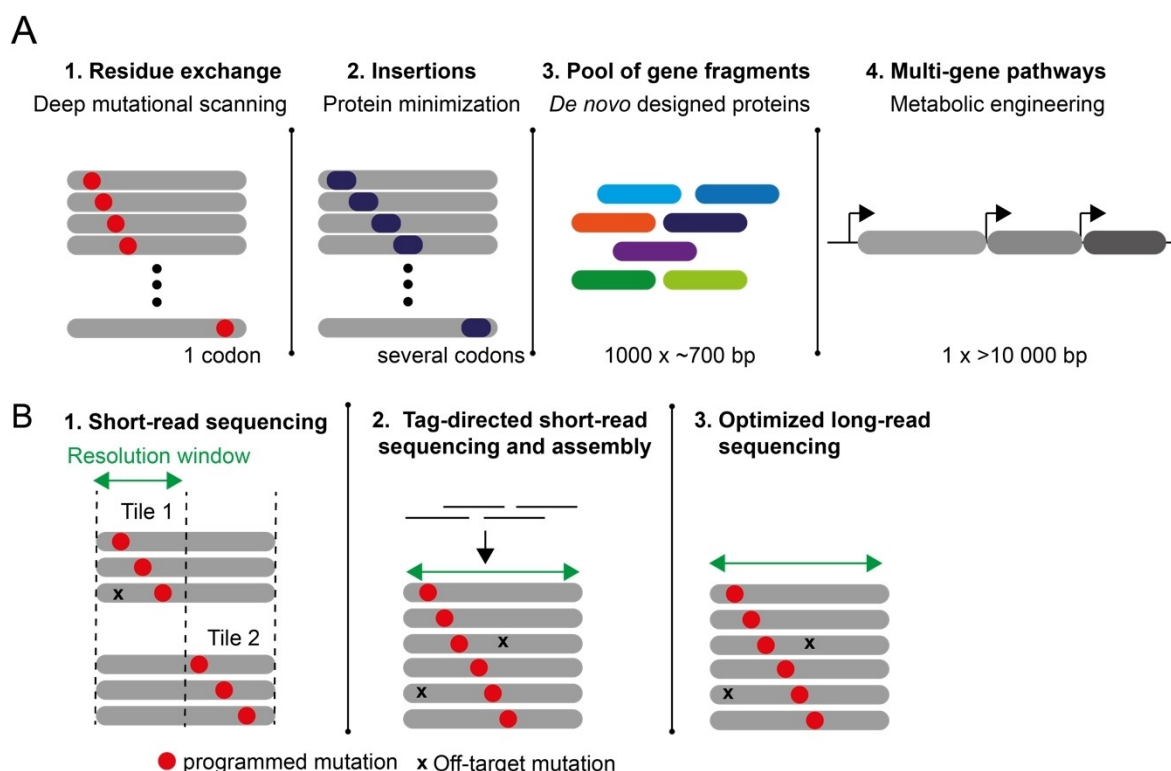 A
1. Residue exchange
Deep mutational scanning
1 codon
2. Insertions
Protein minimization
several codons
3. Pool of gene fragments
De novo designed proteins
1000 x ~700 bp
4. Multi-gene pathways
Metabolic engineering
1 x >10 000 bp
B
1. Short-read sequencing
Resolution window
Tile 1
x
Tile 2
2. Tag-directed short-read
sequencing and assembly
x
x
3. Optimized long-read
sequencing
x
x
programmed mutation
x Off-target mutation